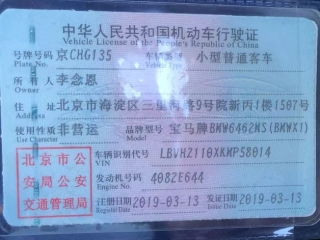 中华人民共和国机动车行驶证
Vehicle License of the People's Republic of China
号牌号码 京CHG135 车辆类型 小型普通客车
Plate No. Vehicle Type
所有人 李念恩
Owner
住址 北京市海淀区三里河路9号院新丙1楼1507号
Address
使用性质 非营运 品牌型号 宝马牌BMW6462MS(BMWX1)
Use Character Model
北京市公
安局公安
交通管理局
车辆识别代号 LBVHZ110XKMP58014
VIN
发动机号码 4082E644
Engine No.
注册日期 2019-03-13 发证日期 2019-03-13
Register Date Issue Date